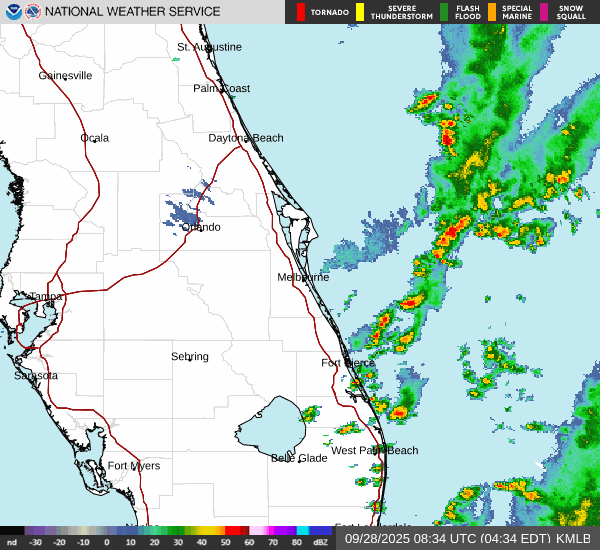 NATIONAL WEATHER SERVICE
TORNADO
SEVERE THUNDERSTORM
FLASH FLOOD
SPECIAL MARINE
SNOW SQUALL
St. Augustine
Gainesville
Palm Coast
Ocala
Daytona Beach
Orlando
Melbourne
Tampa
Sebring
Fort Pierce
Sarasota
West Palm Beach
Belle Glade
Fort Myers
Fort Lauderdale
nd -30 -20 -10 0 10 20 30 40 50 60 70 80 dBZ
09/28/2025 08:34 UTC (04:34 EDT) KMLB